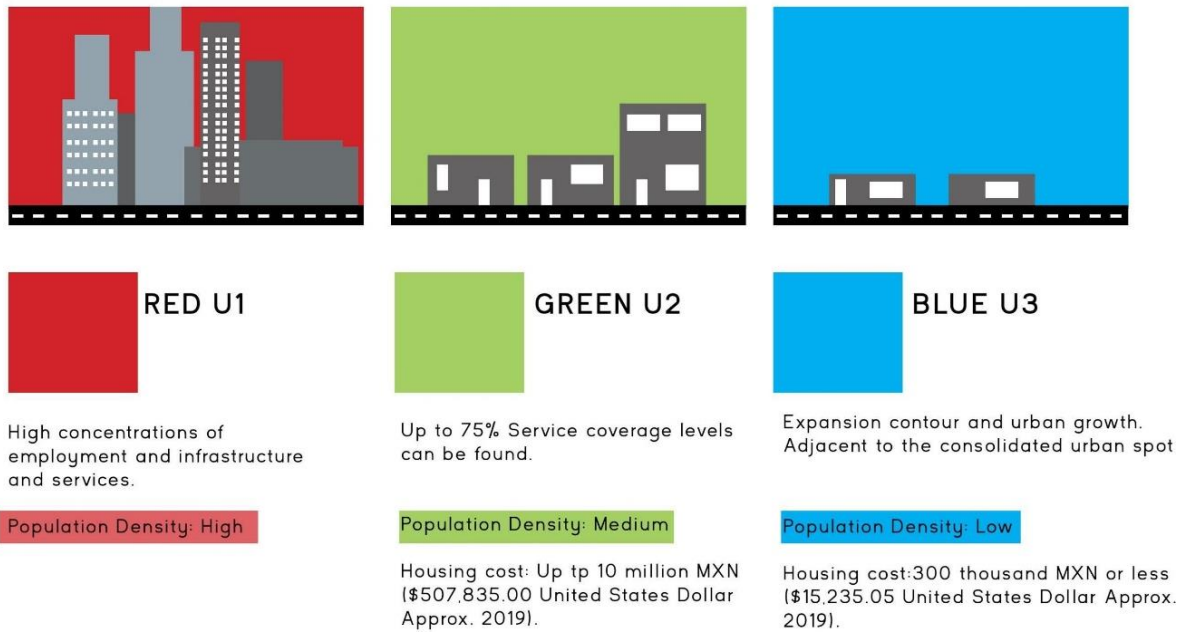 RED U1
High concentrations of
employment and infrastructure
and services.
Population Density: High
GREEN U2
Up to 75% Service coverage levels
can be found.
Population Density: Medium
Housing cost: Up tp 10 million MXN
($507,835.00 United States Dollar
Approx. 2019).
BLUE U3
Expansion contour and urban growth.
Adjacent to the consolidated urban spot
Population Density: Low
Housing cost:300 thousand MXN or less
($15,235.05 United States Dollar Approx.
2019).